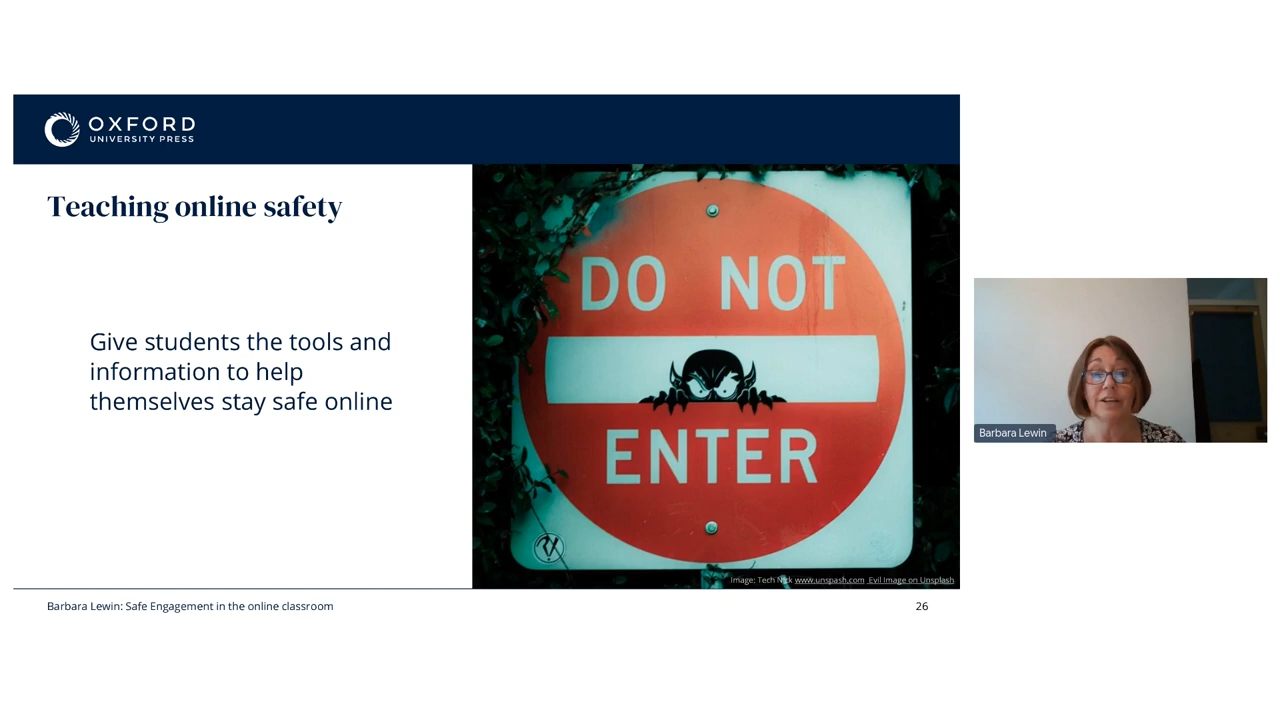 OXFORD
UNIVERSITY PRESS
Teaching online safety
Give students the tools and
information to help
themselves stay safe online
DO NOT
ENTER
Image: Tech Nick www.unspash.com Evil Image on Unsplash
Barbara Lewin: Safe Engagement in the online classroom
26
Barbara Lewin